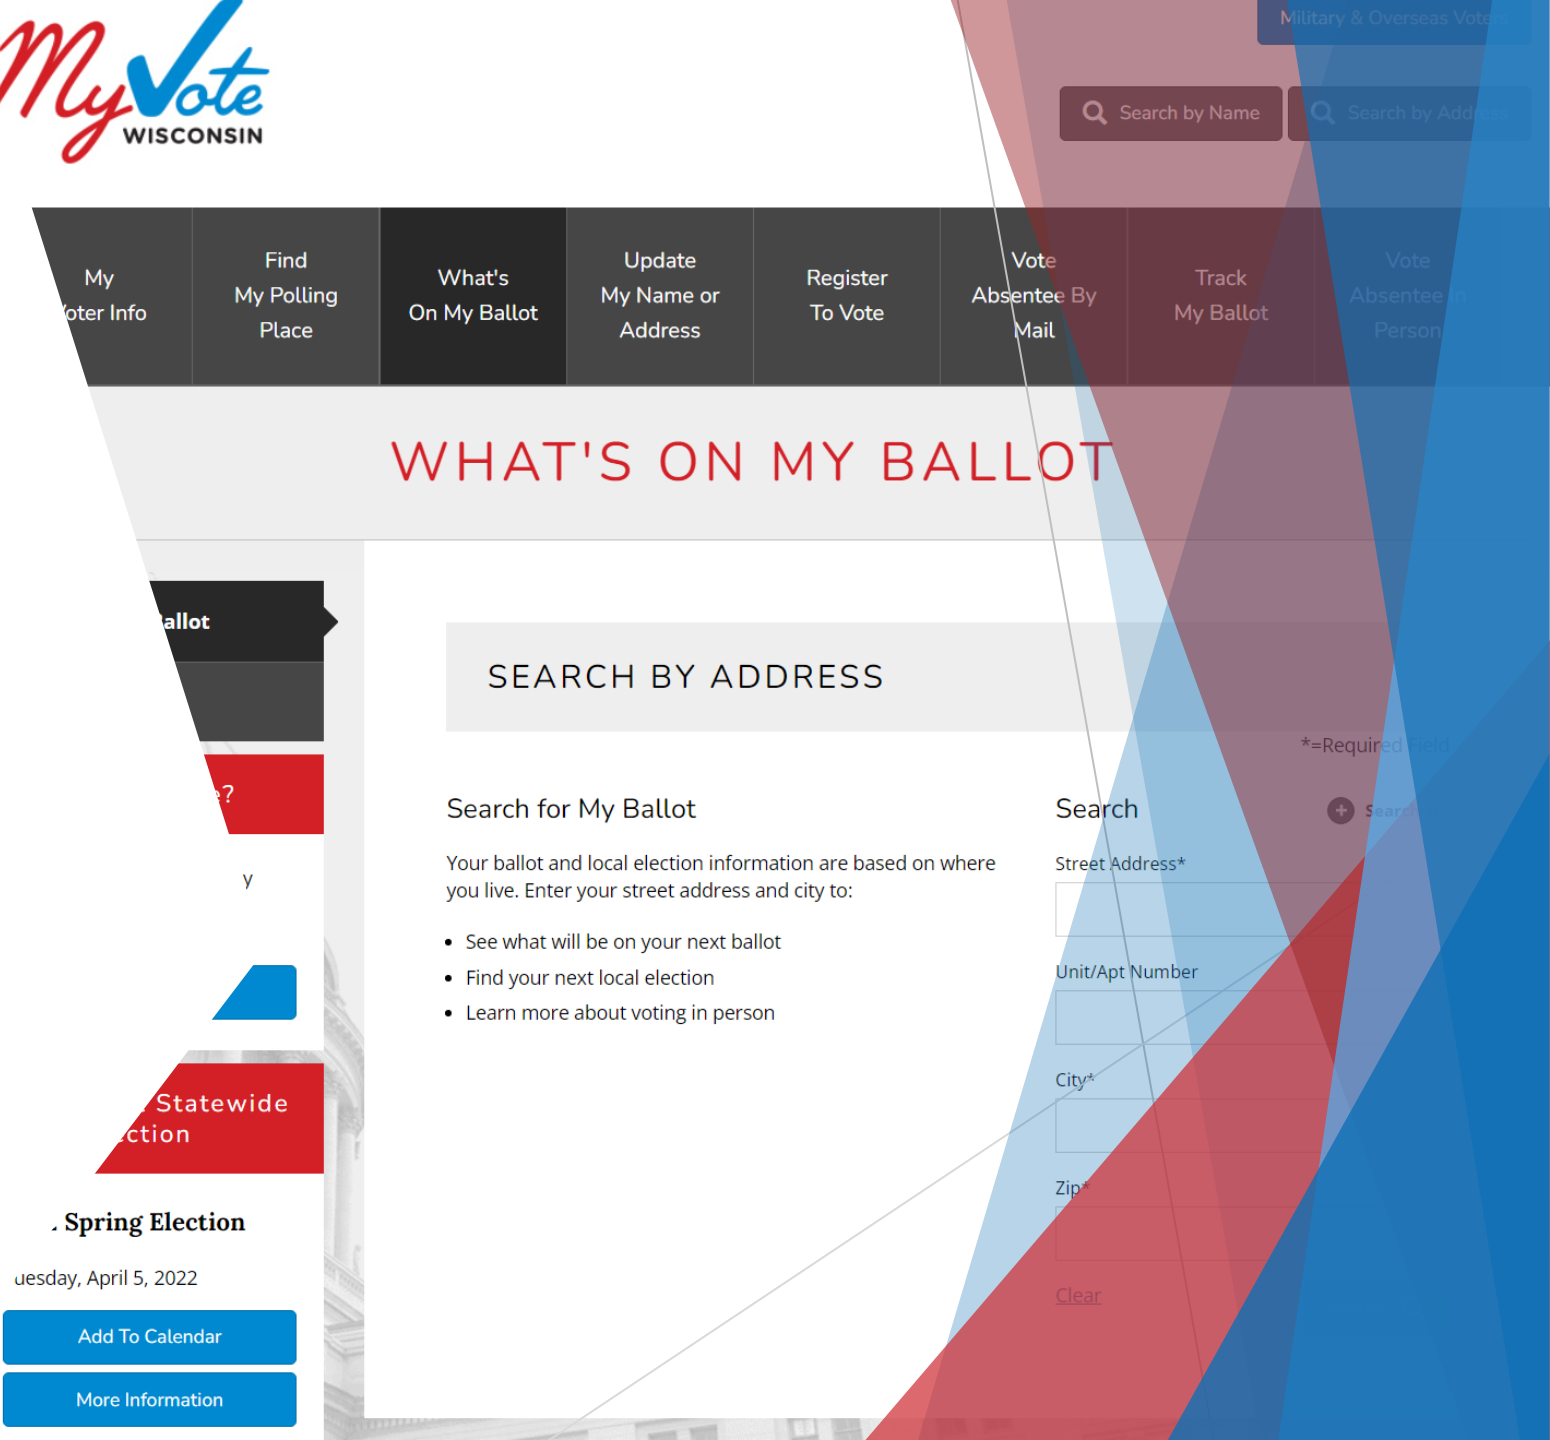 MyVote
WISCONSIN
Military & Overseas Voters
Search by Name
Search by Address
My
Voter Info
Find
My Polling
Place
What's
On My Ballot
Update
My Name or
Address
Register
To Vote
Vote
Absentee By
Mail
Track
My Ballot
Vote
Absentee In
Person
WHAT'S ON MY BALLOT
Ballot
SEARCH BY ADDRESS
*=Required Field
?
y
Search for My Ballot
Your ballot and local election information are based on where
you live. Enter your street address and city to:
• See what will be on your next ballot
• Find your next local election
• Learn more about voting in person
Search
Search
Street Address*
Unit/Apt Number
City*
Zip*
Clear
Statewide
Election
Spring Election
Tuesday, April 5, 2022
Add To Calendar
More Information